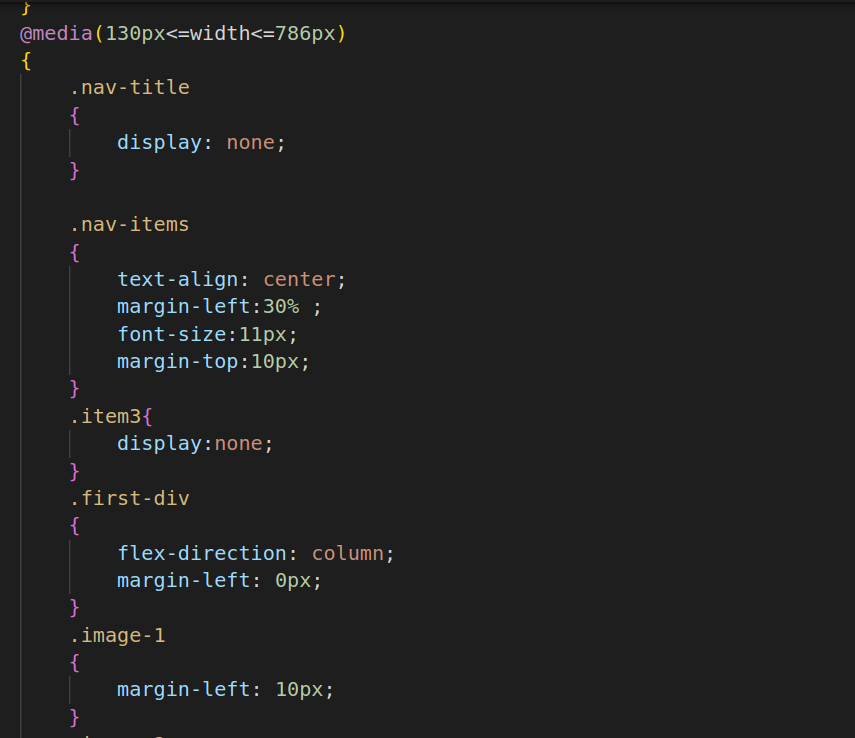 }
@media(130px<=width<=786px)
{
    .nav-title
    {
        display: none;
    }

    .nav-items
    {
        text-align: center;
        margin-left:30% ;
        font-size:11px;
        margin-top:10px;
    }
    .item3{
        display:none;
    }
    .first-div
    {
        flex-direction: column;
        margin-left: 0px;
    }
    .image-1
    {
        margin-left: 10px;
    }